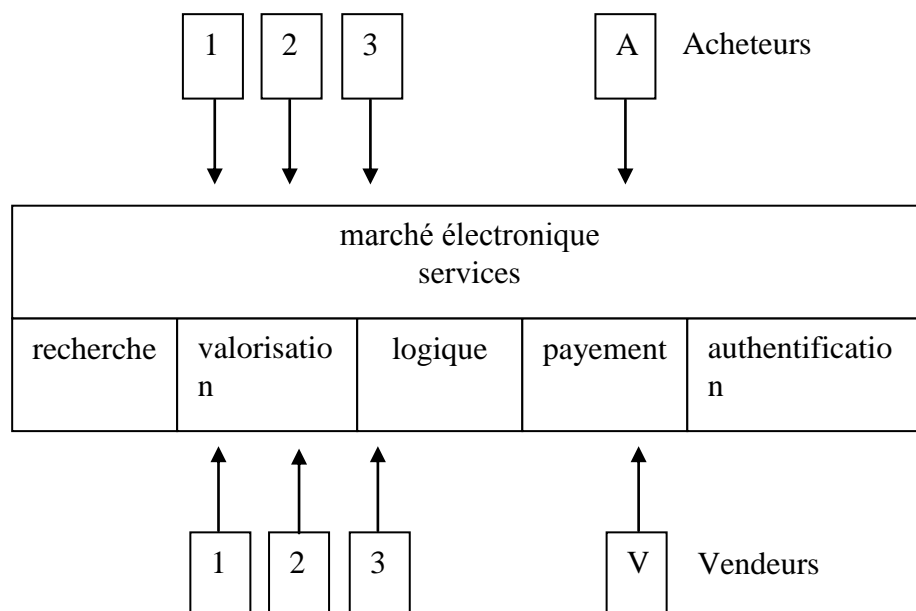 1 2 3 A Acheteurs
marché électronique
services
recherche valorisatio logique payement authentificatio
n n
1 2 3 V Vendeurs